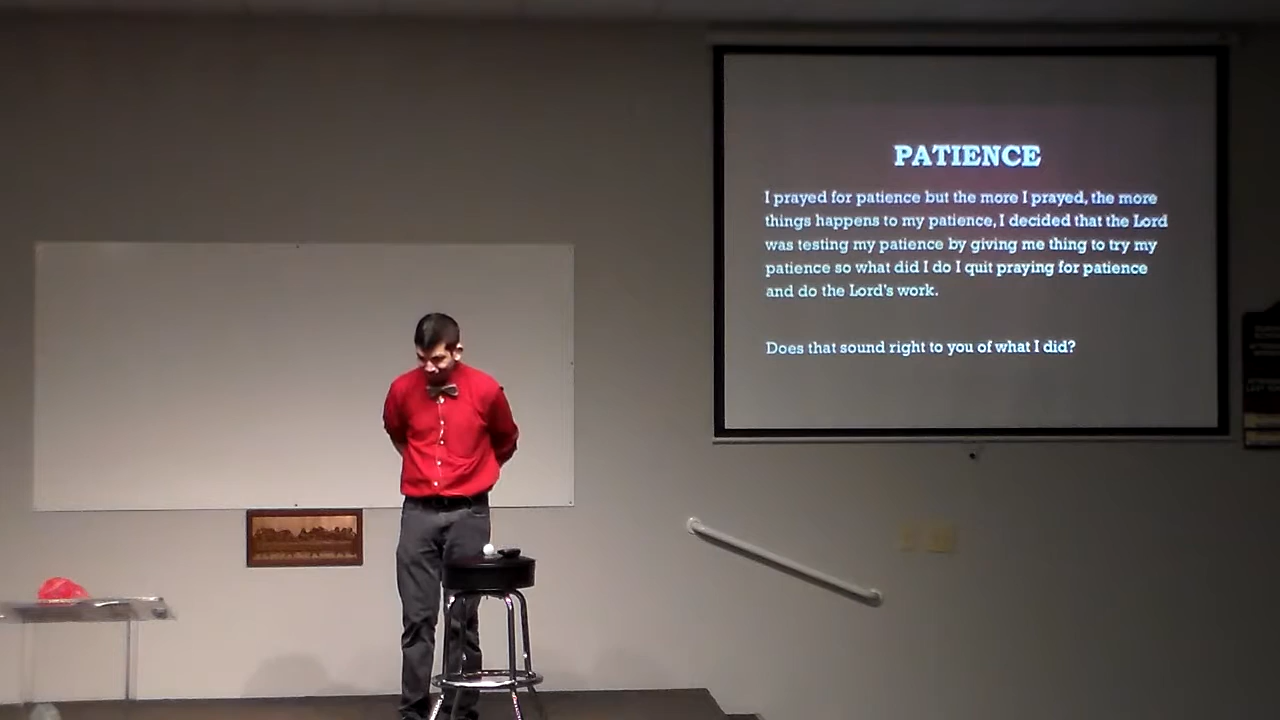 PATIENCE
I prayed for patience but the more I prayed, the more
things happens to my patience, I decided that the Lord
was testing my patience by giving me thing to try my
patience so what did I do I quit praying for patience
and do the Lord's work.
Does that sound right to you of what I did?